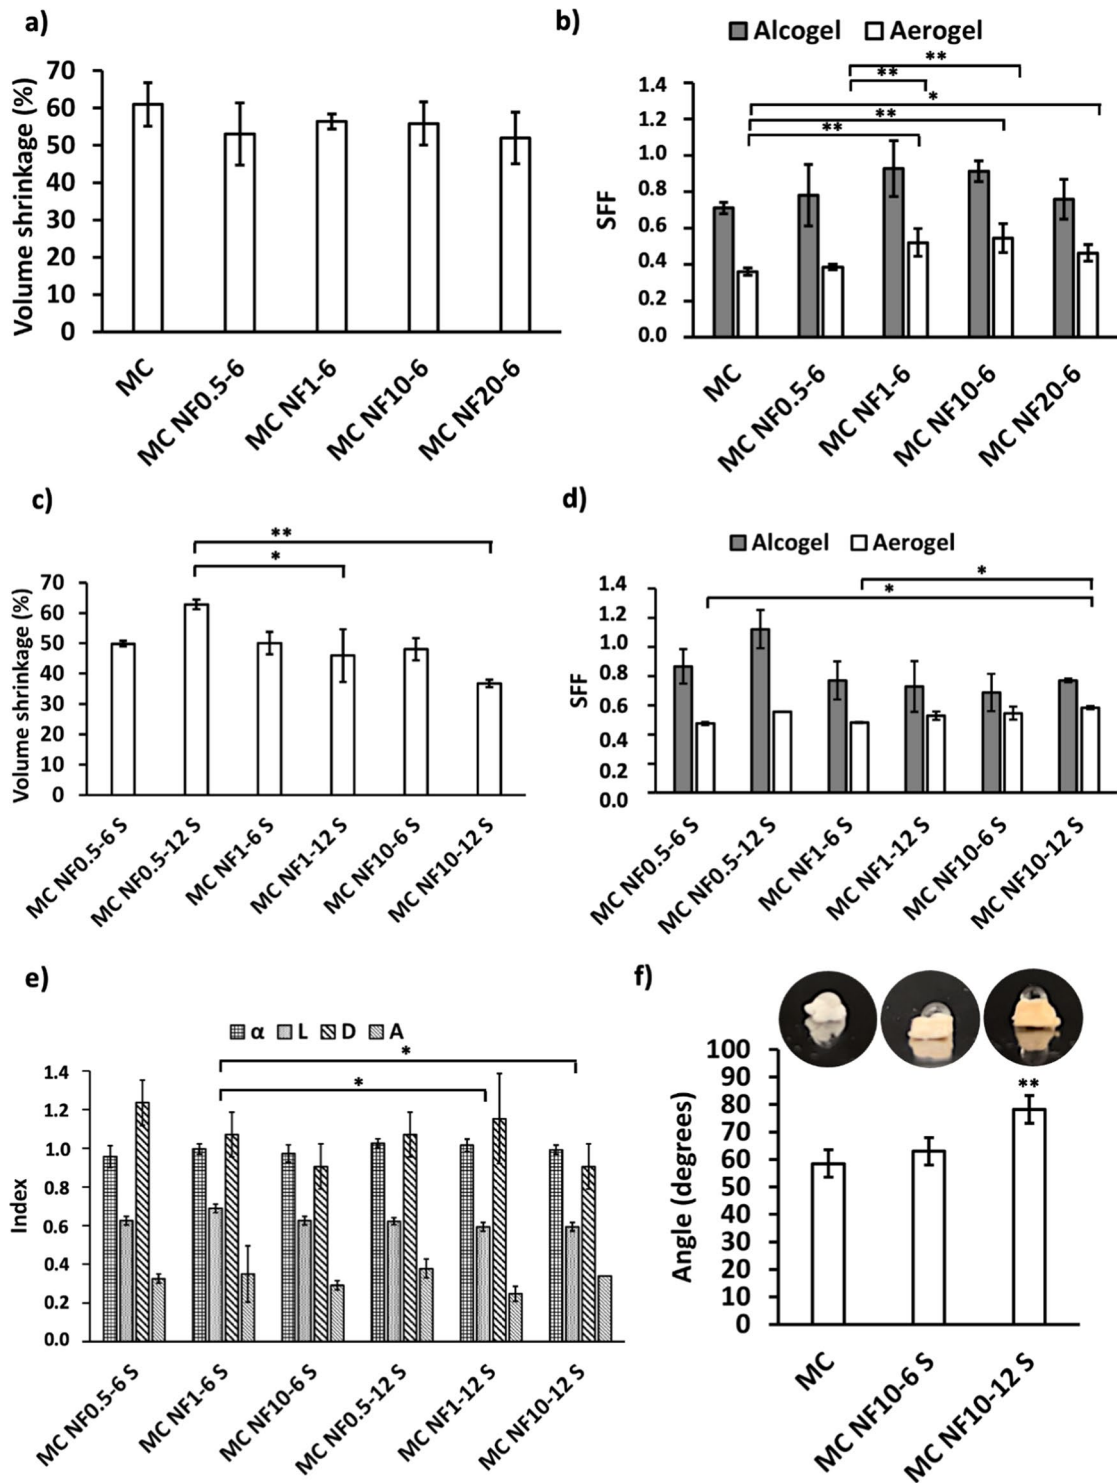 a)
Volume shrinkage (%)
70
60
50
40
30
20
10
0
MC
MC NF0.5-6
MC NF1-6
MC NF10-6
MC NF20-6
b)
Alcogel Aerogel
SFF
1.4
1.2
1.0
0.8
0.6
0.4
0.2
0.0
**
**
*
**
**
MC
MC NF0.5-6
MC NF1-6
MC NF10-6
MC NF20-6
c)
Volume shrinkage (%)
70
60
50
40
30
20
10
0
**
*
MC NF0.5-6 S
MC NF0.5-12 S
MC NF1-6 S
MC NF1-12 S
MC NF10-6 S
MC NF10-12 S
d)
Alcogel Aerogel
SFF
1.4
1.2
1.0
0.8
0.6
0.4
0.2
0.0
*
*
MC NF0.5-6 S
MC NF0.5-12 S
MC NF1-6 S
MC NF1-12 S
MC NF10-6 S
MC NF10-12 S
e)
α L D A
Index
1.4
1.2
1.0
0.8
0.6
0.4
0.2
0.0
*
*
MC NF0.5-6 S
MC NF1-6 S
MC NF10-6 S
MC NF0.5-12 S
MC NF1-12 S
MC NF10-12 S
f)
Angle (degrees)
100
90
80
70
60
50
40
30
20
10
0
**
MC
MC NF10-6 S
MC NF10-12 S